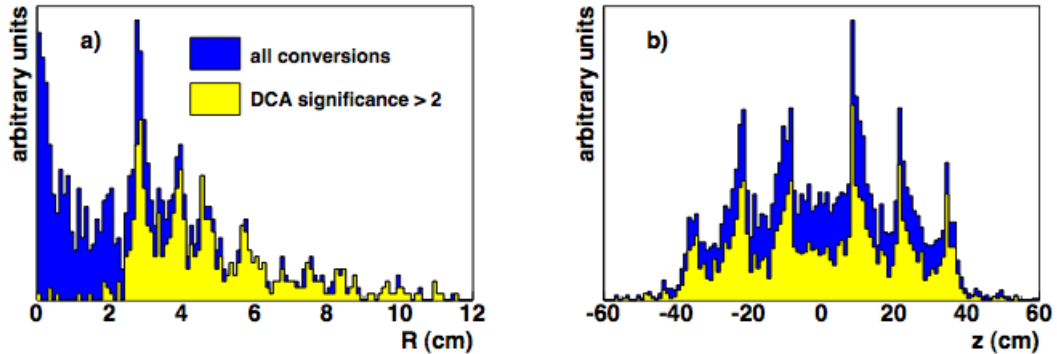 arbitrary units
a)
all conversions
DCA significance > 2
0 2 4 6 8 10 12
R (cm)
arbitrary units
b)
-60 -40 -20 0 20 40 60
z (cm)